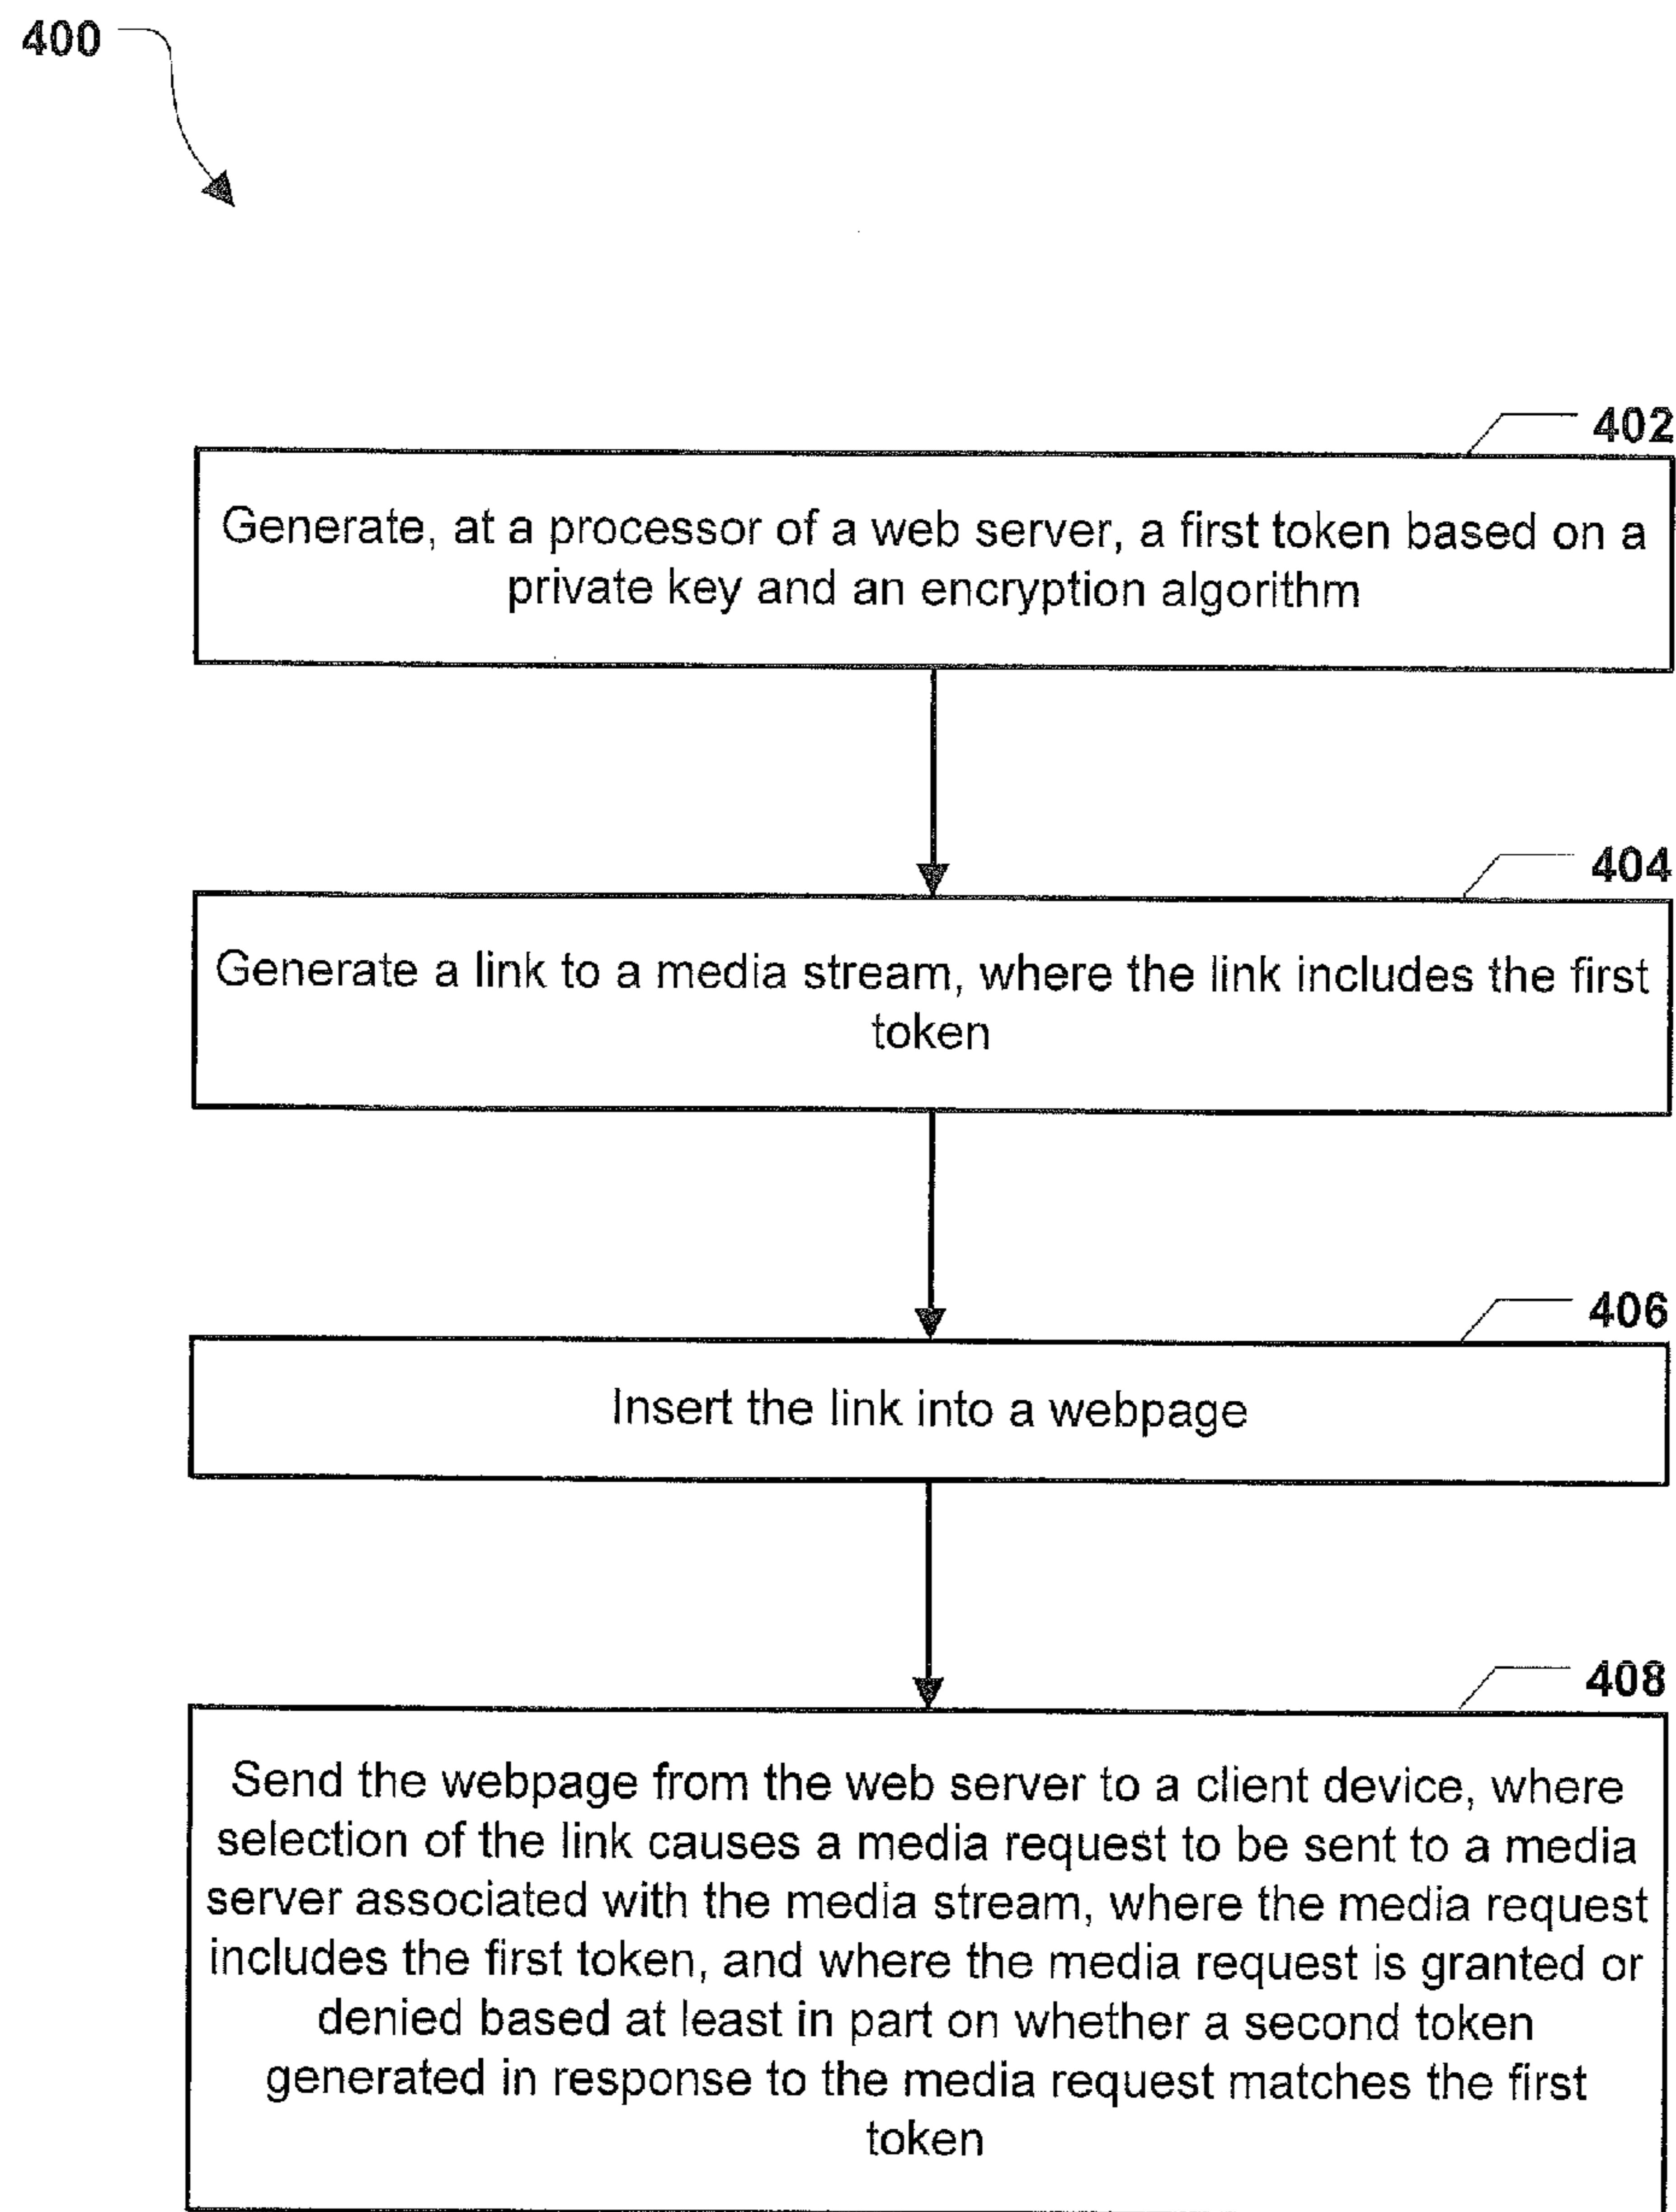 400
402
Generate, at a processor of a web server, a first token based on a
private key and an encryption algorithm
404
Generate a link to a media stream, where the link includes the first
token
406
Insert the link into a webpage
408
Send the webpage from the web server to a client device, where
selection of the link causes a media request to be sent to a media
server associated with the media stream, where the media request
includes the first token, and where the media request is granted or
denied based at least in part on whether a second token
generated in response to the media request matches the first
token